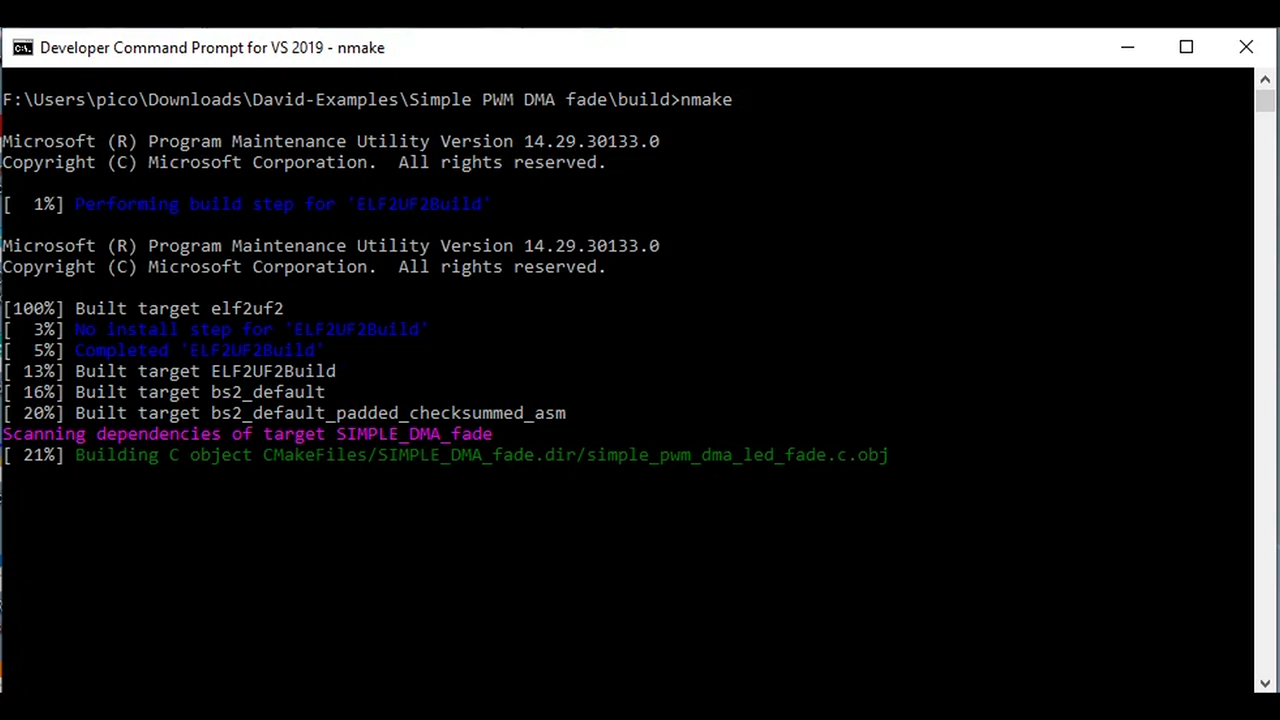 Developer Command Prompt for VS 2019 - nmake
F:\Users\pico\Downloads\David-Examples\Simple PWM DMA fade\build>nmake
Microsoft (R) Program Maintenance Utility Version 14.29.30133.0
Copyright (C) Microsoft Corporation.  All rights reserved.
[  1%] Performing build step for 'ELF2UF2Build'
Microsoft (R) Program Maintenance Utility Version 14.29.30133.0
Copyright (C) Microsoft Corporation.  All rights reserved.
[100%] Built target elf2uf2
[  3%] No install step for 'ELF2UF2Build'
[  5%] Completed 'ELF2UF2Build'
[ 13%] Built target ELF2UF2Build
[ 16%] Built target bs2_default
[ 20%] Built target bs2_default_padded_checksummed_asm
Scanning dependencies of target SIMPLE_DMA_fade
[ 21%] Building C object CMakeFiles/SIMPLE_DMA_fade.dir/simple_pwm_dma_led_fade.c.obj